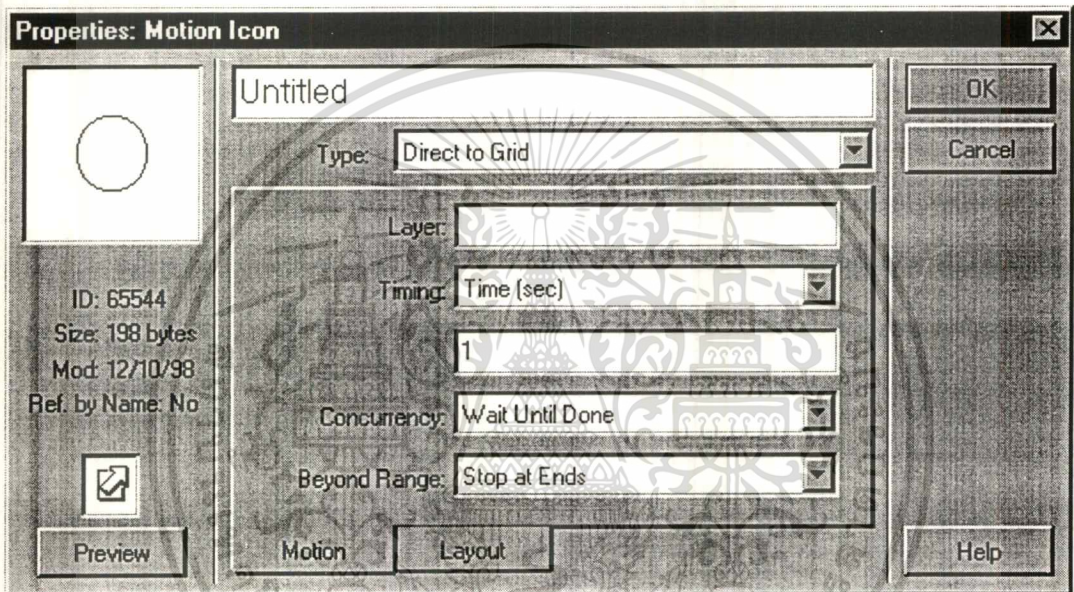 Properties: Motion Icon
Untitled
OK
Type: Direct to Grid
Cancel
Layer:
Timing: Time (sec)
1
Concurrency: Wait Until Done
Beyond Range: Stop at Ends
ID: 65544
Size: 198 bytes
Mod: 12/10/98
Ref. by Name: No
Preview
Motion
Layout
Help